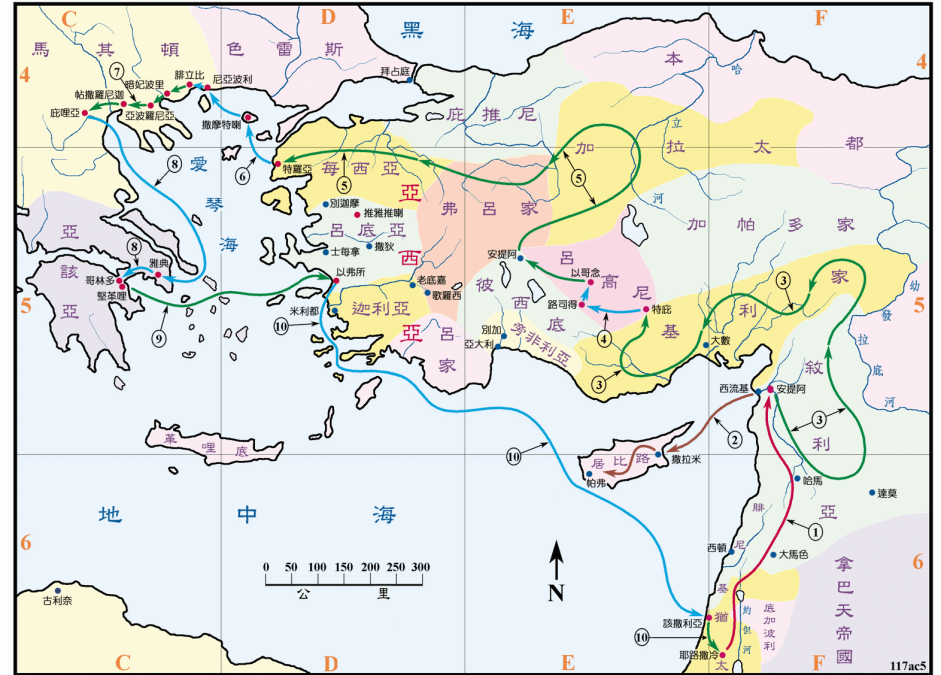 C
D
E
F
4
4
5
5
6
6
C
D
E
F
黑海
愛琴海
地中海
馬其頓
色雷斯
本都
庇推尼
加拉太
加帕多家
每西亞
亞西亞
弗呂家
呂底亞
迦利亞
呂家
彼西底
旁非利亞
呂高尼
基利家
敘利亞
腓尼基
亞該亞
革哩底
居比路
猶太
底加波利
拿巴天帝國
哈立河
幼發拉底河
約但河
拜占庭
尼亞波利
腓立比
暗妃波里
帖撒羅尼迦
亞波羅尼亞
庇哩亞
撒摩特喇
特羅亞
別迦摩
推雅推喇
撒狄
士每拿
以弗所
老底嘉
歌羅西
米利都
雅典
哥林多
堅革哩
安提阿
以哥念
路司得
特庇
別加
亞大利
大數
西流基
安提阿
撒拉米
帕弗
哈馬
達莫
西頓
大馬色
該撒利亞
耶路撒冷
古利奈
①
②
③
③
③
④
⑤
⑤
⑥
⑦
⑧
⑧
⑨
⑩
⑩
⑩
0 50 100 150 200 250 300
公里
N
117ac5